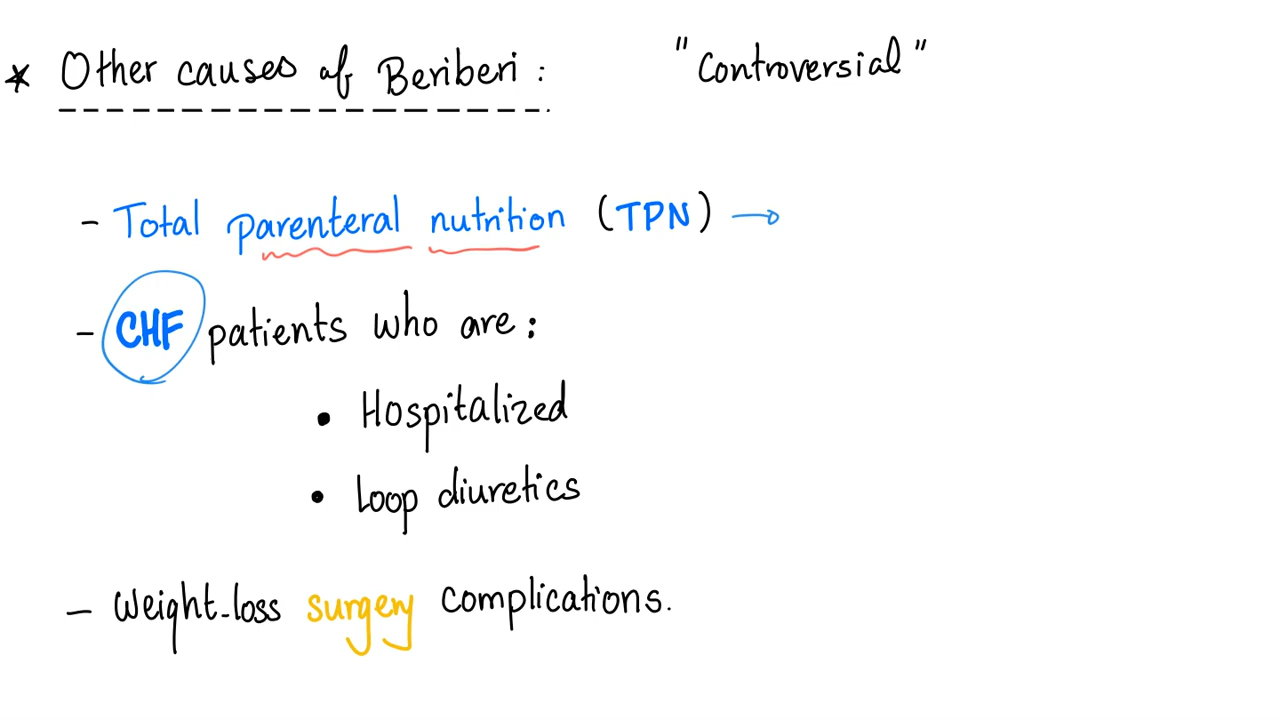 * Other causes of Beriberi : "Controversial"
- Total parenteral nutrition (TPN) →
- CHF patients who are :
• Hospitalized
• Loop diuretics
- Weight-loss surgery complications.